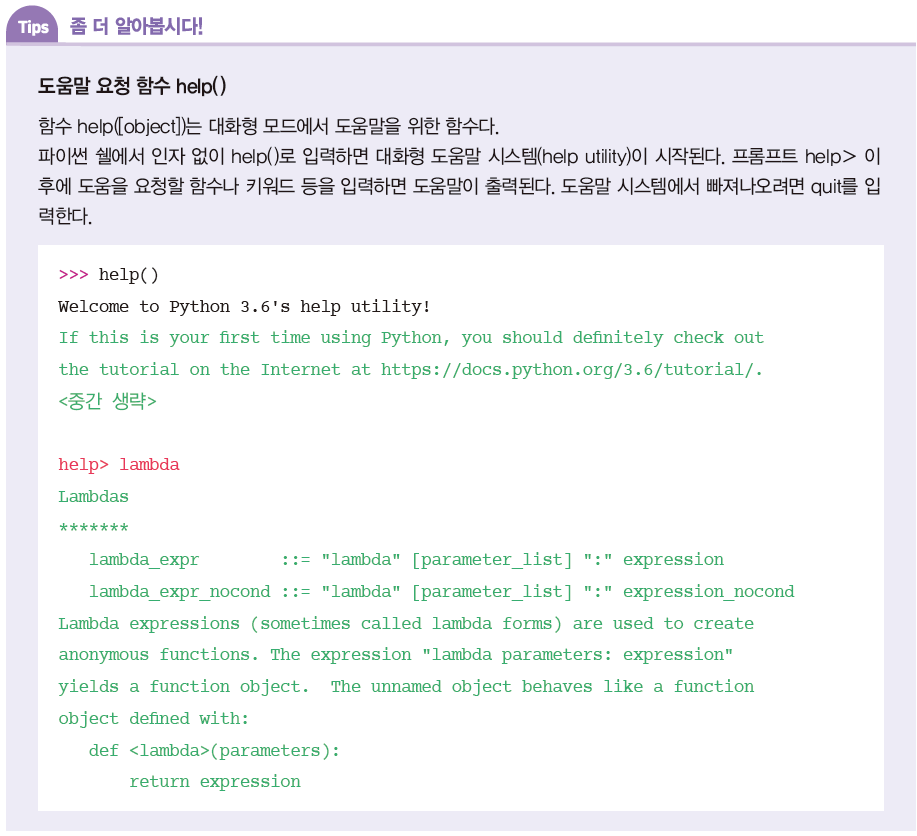 Tips 좀 더 알아봅시다!
도움말 요청 함수 help()
함수 help([object])는 대화형 모드에서 도움말을 위한 함수다.
파이썬 쉘에서 인자 없이 help()로 입력하면 대화형 도움말 시스템(help utility)이 시작된다. 프롬프트 help> 이
후에 도움을 요청할 함수나 키워드 등을 입력하면 도움말이 출력된다. 도움말 시스템에서 빠져나오려면 quit를 입
력한다.
>>> help()
Welcome to Python 3.6's help utility!
If this is your first time using Python, you should definitely check out
the tutorial on the Internet at https://docs.python.org/3.6/tutorial/.
<중간 생략>
help> lambda
Lambdas
*******
   lambda_expr        ::= "lambda" [parameter_list] ":" expression
   lambda_expr_nocond ::= "lambda" [parameter_list] ":" expression_nocond
Lambda expressions (sometimes called lambda forms) are used to create
anonymous functions. The expression "lambda parameters: expression"
yields a function object.  The unnamed object behaves like a function
object defined with:
   def <lambda>(parameters):
       return expression